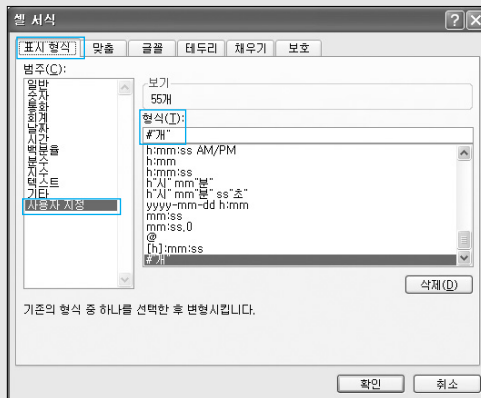 셀 서식
표시 형식 맞춤 글꼴 테두리 채우기 보호
범주(C):
일반
숫자
통화
회계
날짜
시간
백분율
분수
지수
텍스트
기타
사용자 지정
보기
55개
형식(T):
#"개"
h:mm:ss AM/PM
h:mm
h:mm:ss
h"시" mm"분"
h"시" mm"분" ss"초"
yyyy-mm-dd h:mm
mm:ss
mm:ss.0
@
[h]:mm:ss
#"개"
삭제(D)
기존의 형식 중 하나를 선택한 후 변형시킵니다.
확인 취소